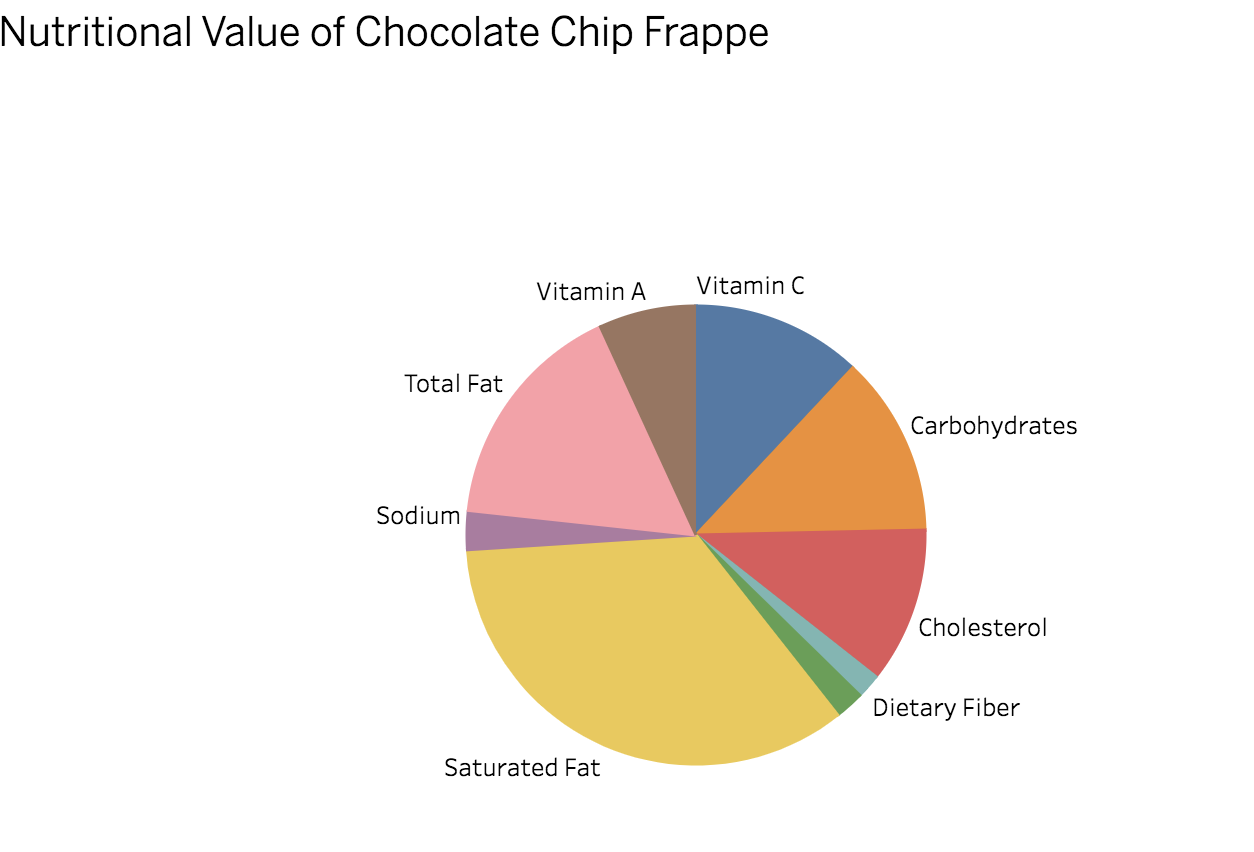 Nutritional Value of Chocolate Chip Frappe
Vitamin A
Vitamin C
Total Fat
Carbohydrates
Sodium
Cholesterol
Dietary Fiber
Saturated Fat